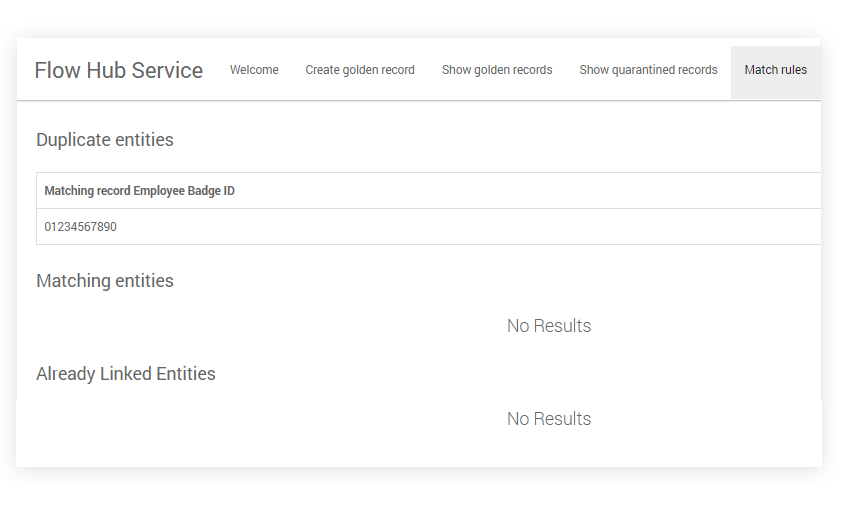 Flow Hub Service Welcome Create golden record Show golden records Show quarantined records Match rules
Duplicate entities
Matching record Employee Badge ID
01234567890
Matching entities
No Results
Already Linked Entities
No Results